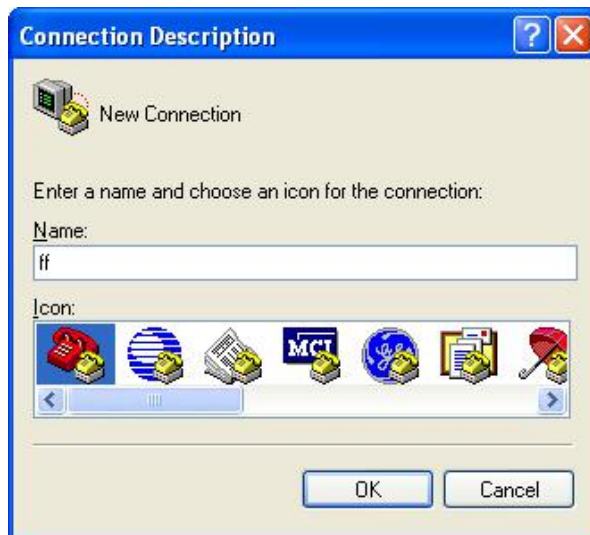 Connection Description
New Connection
Enter a name and choose an icon for the connection:
Name:
ff
Icon:
MCI
OK
Cancel